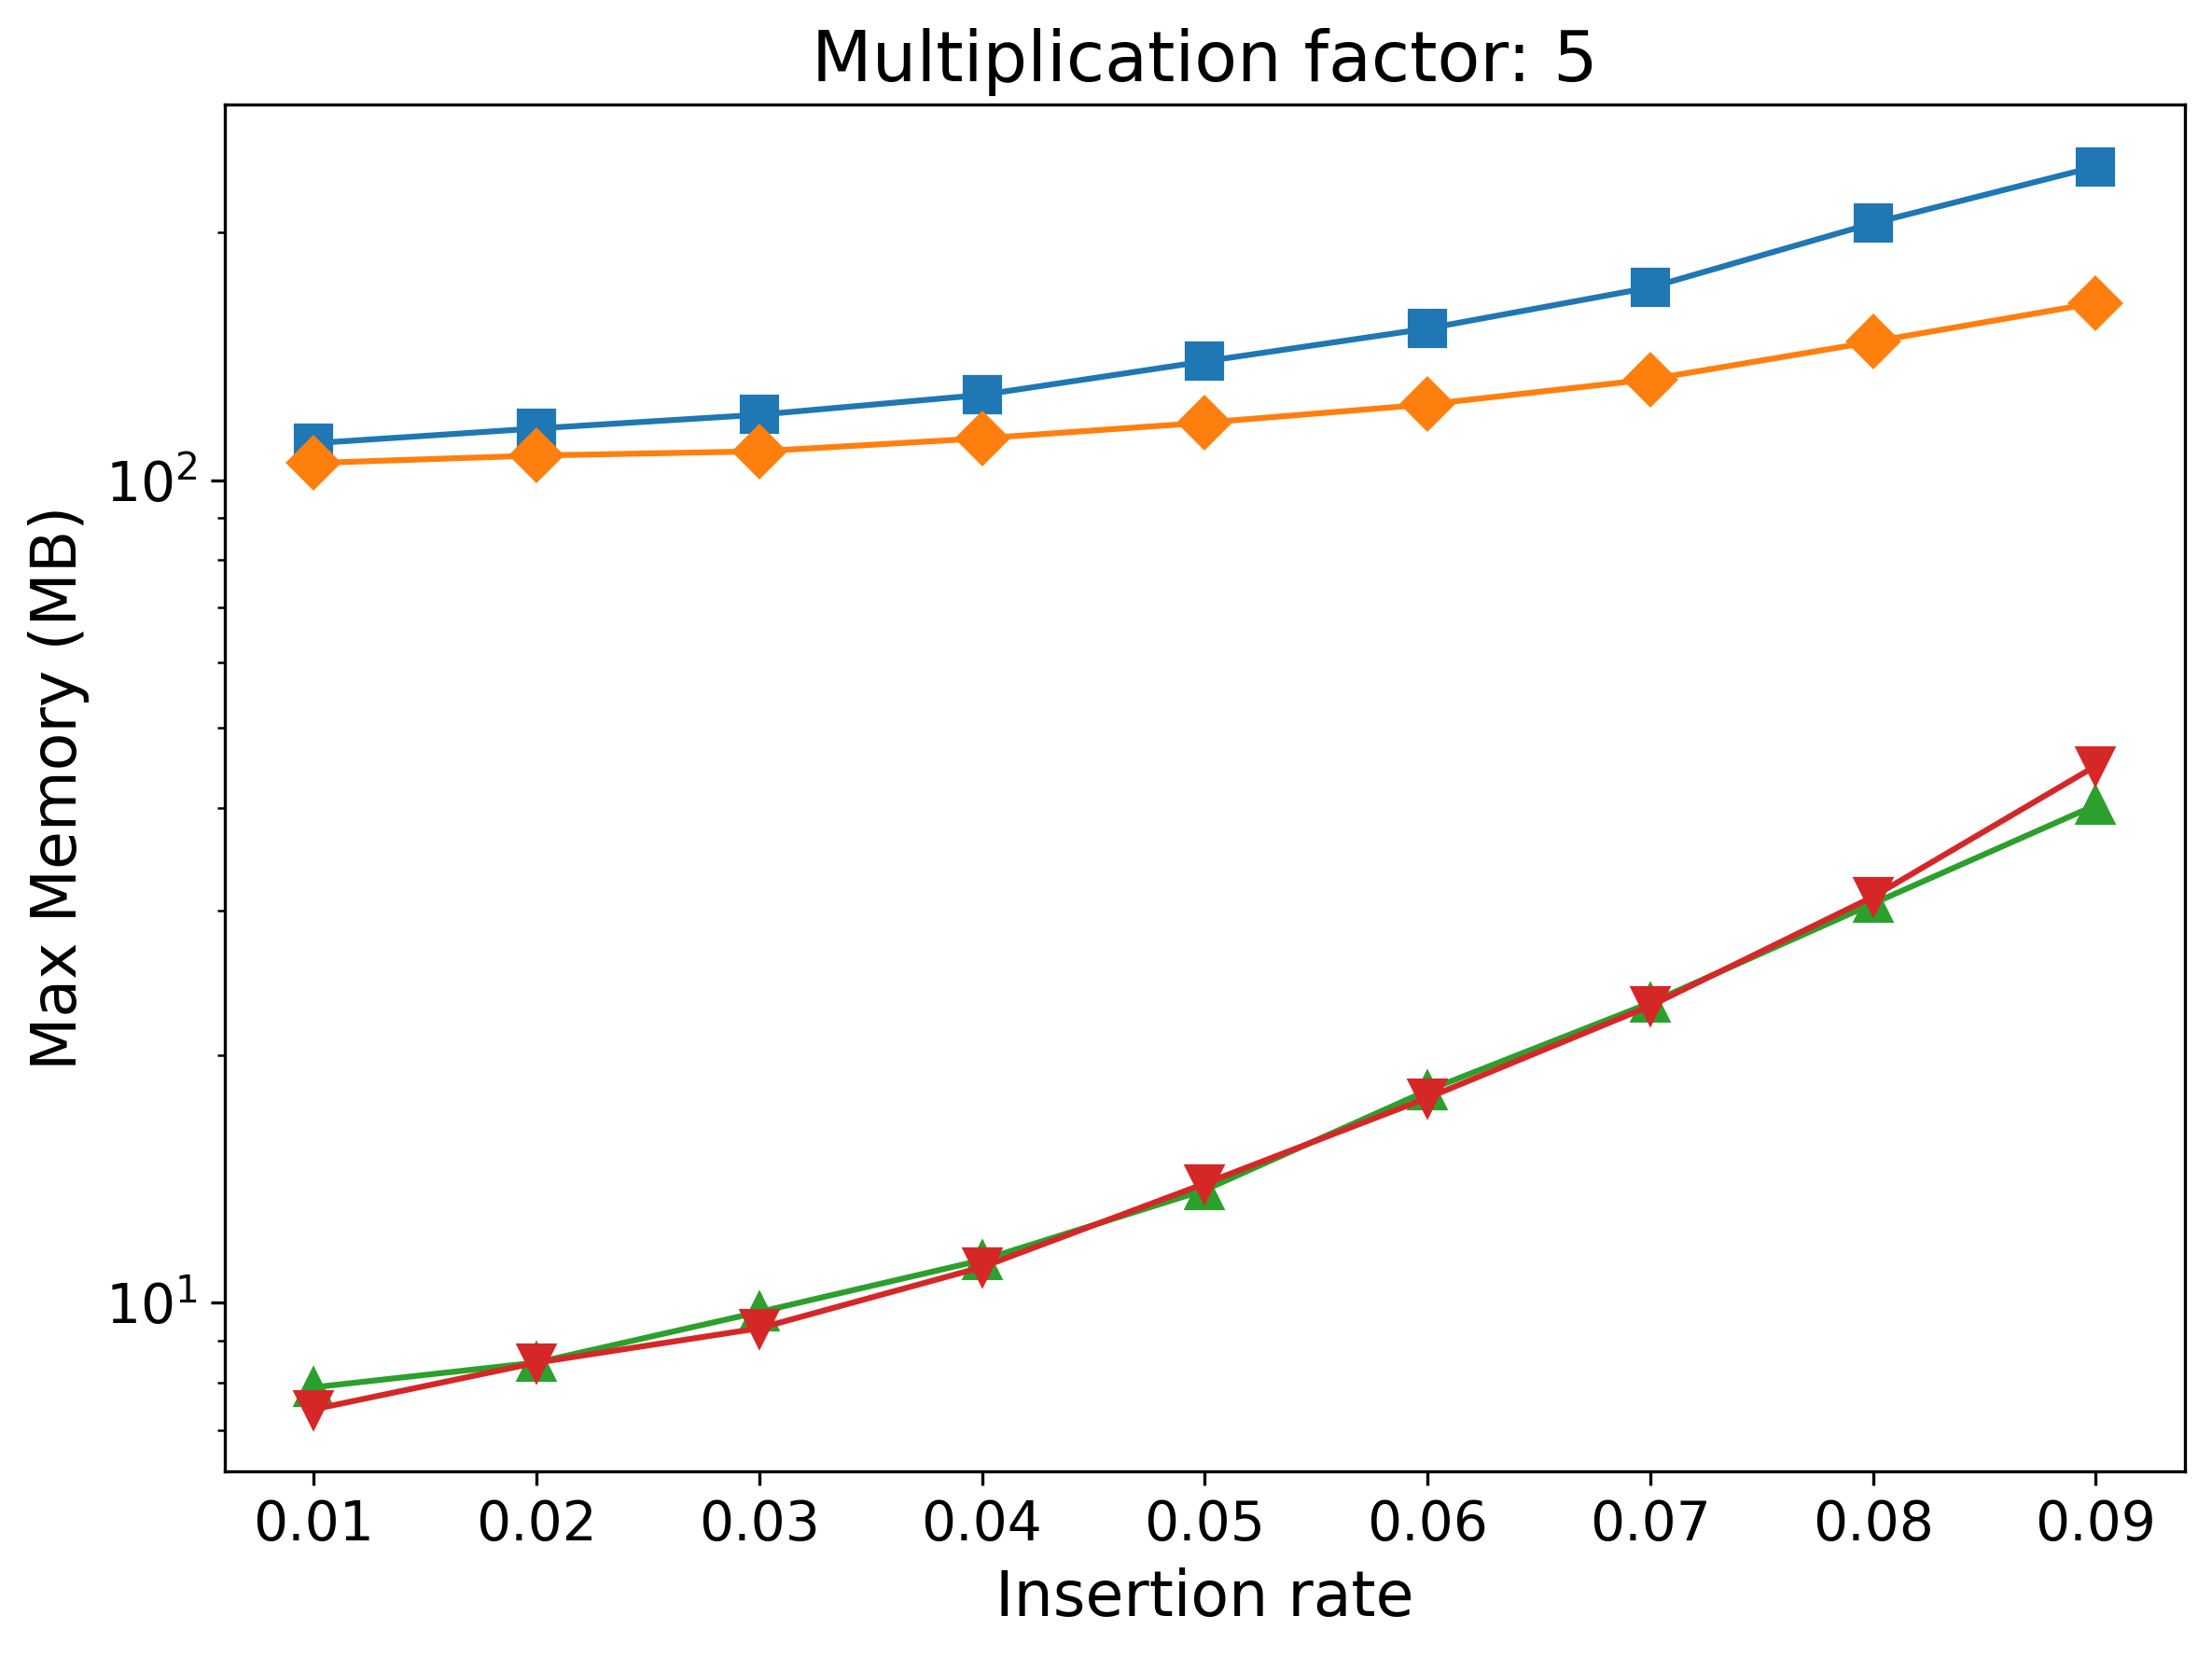 Multiplication factor: 5
Max Memory (MB)
10²
10¹
0.01 0.02 0.03 0.04 0.05 0.06 0.07 0.08 0.09
Insertion rate